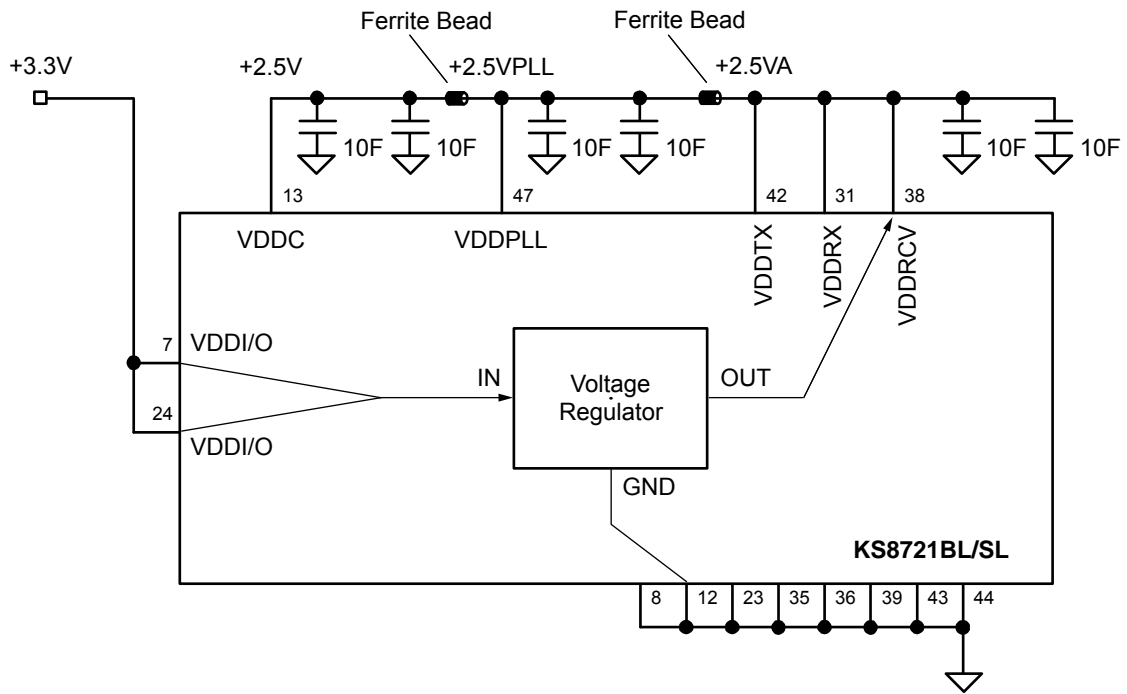 Ferrite Bead
Ferrite Bead
+3.3V
+2.5V
+2.5VPLL
+2.5VA
10F
10F
10F
10F
10F
10F
13
47
42
31
38
VDDC
VDDPLL
VDDTX
VDDRX
VDDRCV
7
VDDI/O
24
VDDI/O
IN
Voltage
Regulator
OUT
GND
KS8721BL/SL
8
12
23
35
36
39
43
44